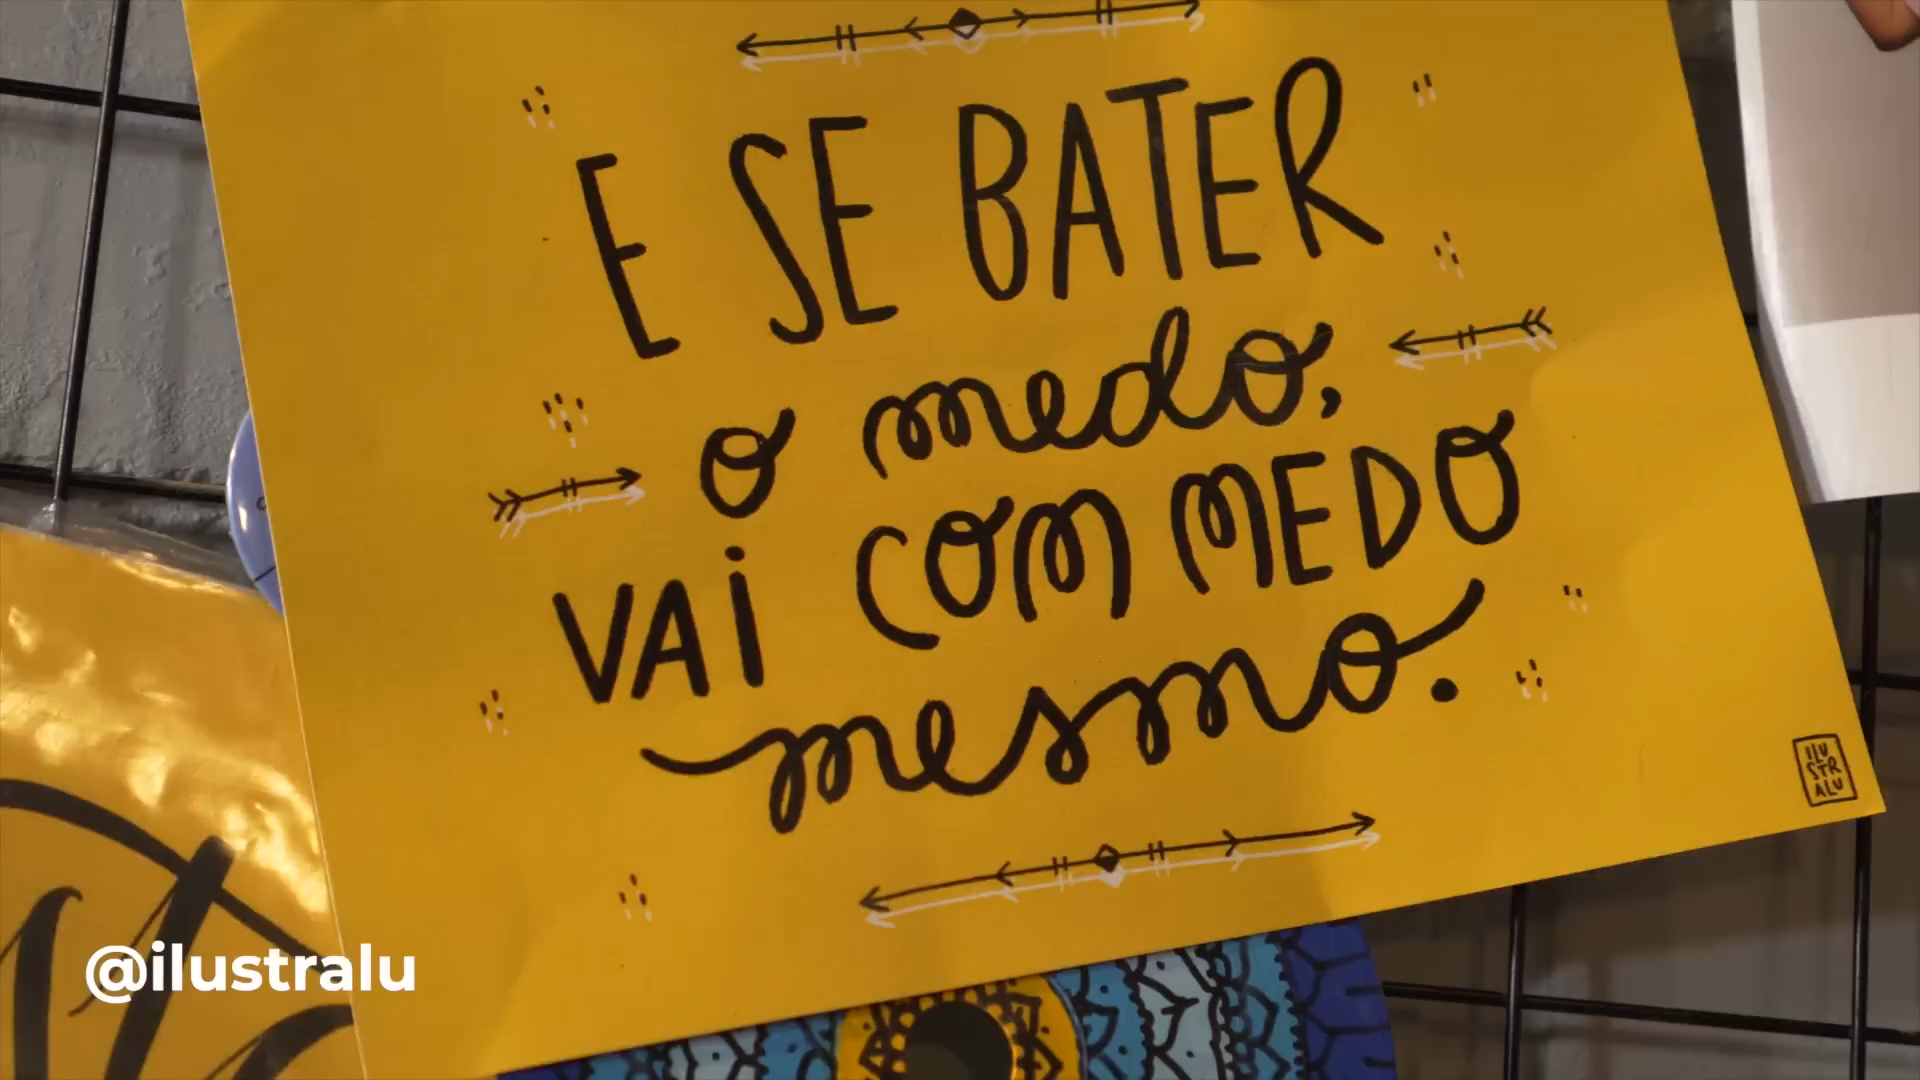 E SE BATER
o medo,
VAI COM MEDO
mesmo.
ILU
STR
ALU
@ilustralu